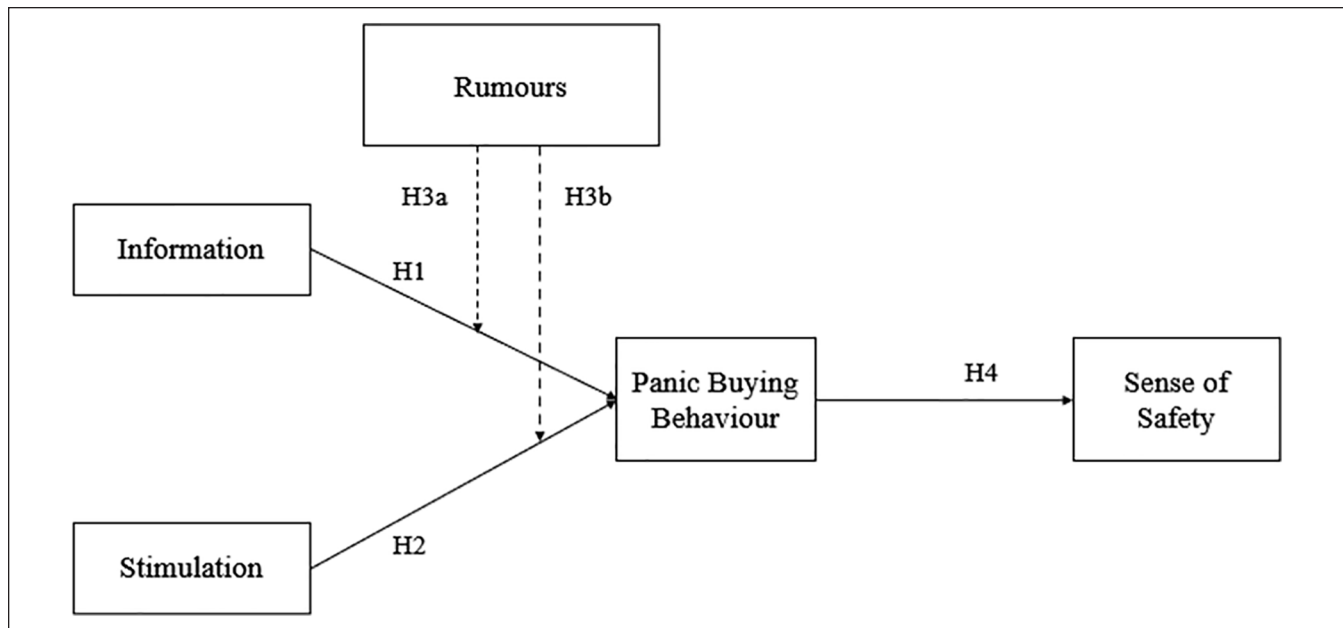 Rumours
H3a
H3b
Information
H1
Panic Buying
Behaviour
H4
Sense of
Safety
H2
Stimulation